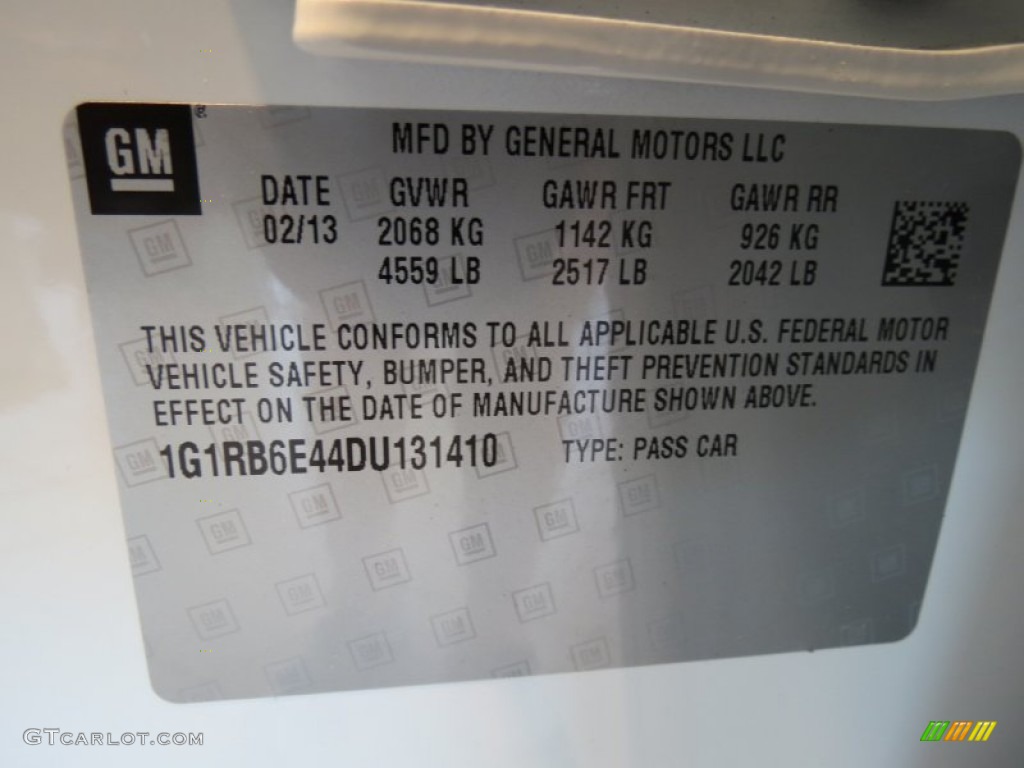 GM
MFD BY GENERAL MOTORS LLC
DATE GVWR GAWR FRT GAWR RR
02/13 2068 KG 1142 KG 926 KG
4559 LB 2517 LB 2042 LB
THIS VEHICLE CONFORMS TO ALL APPLICABLE U.S. FEDERAL MOTOR
VEHICLE SAFETY, BUMPER, AND THEFT PREVENTION STANDARDS IN
EFFECT ON THE DATE OF MANUFACTURE SHOWN ABOVE.
1G1RB6E44DU131410 TYPE: PASS CAR
GTCARLOT.COM